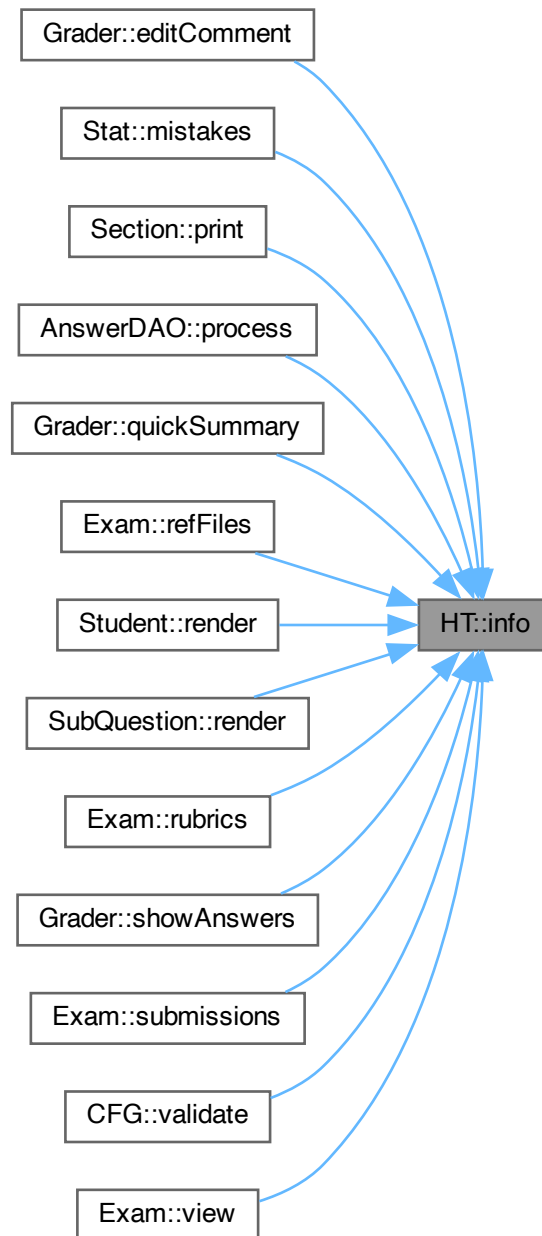 Grader::editComment
Stat::mistakes
Section::print
AnswerDAO::process
Grader::quickSummary
Exam::refFiles
Student::render
HT::info
SubQuestion::render
Exam::rubrics
Grader::showAnswers
Exam::submissions
CFG::validate
Exam::view